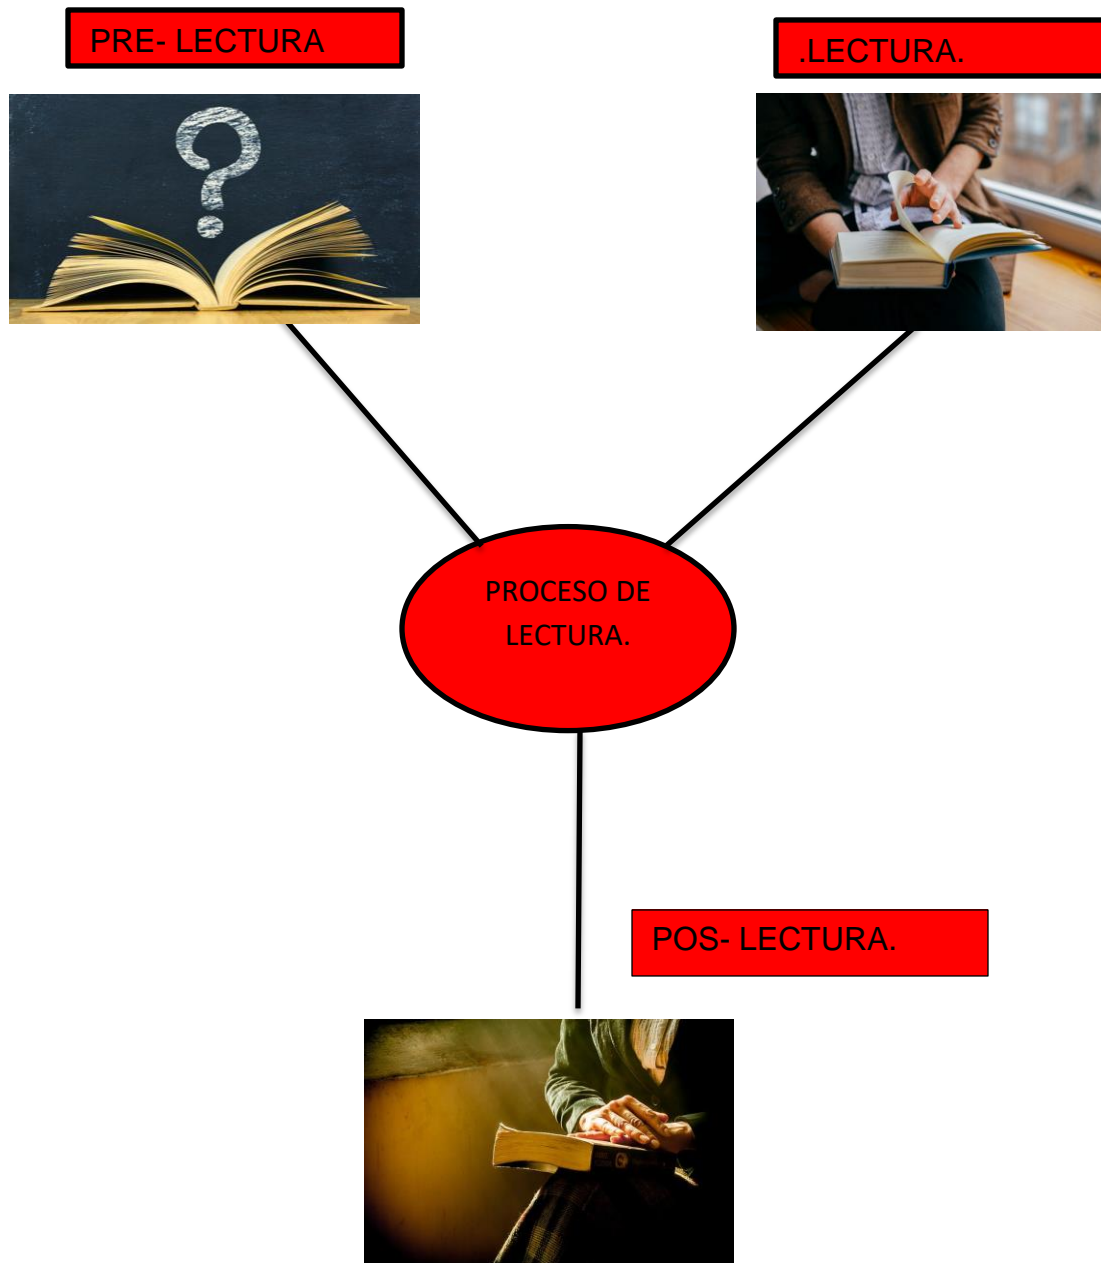 PRE- LECTURA
.LECTURA.
?
PROCESO DE
LECTURA.
POS- LECTURA.